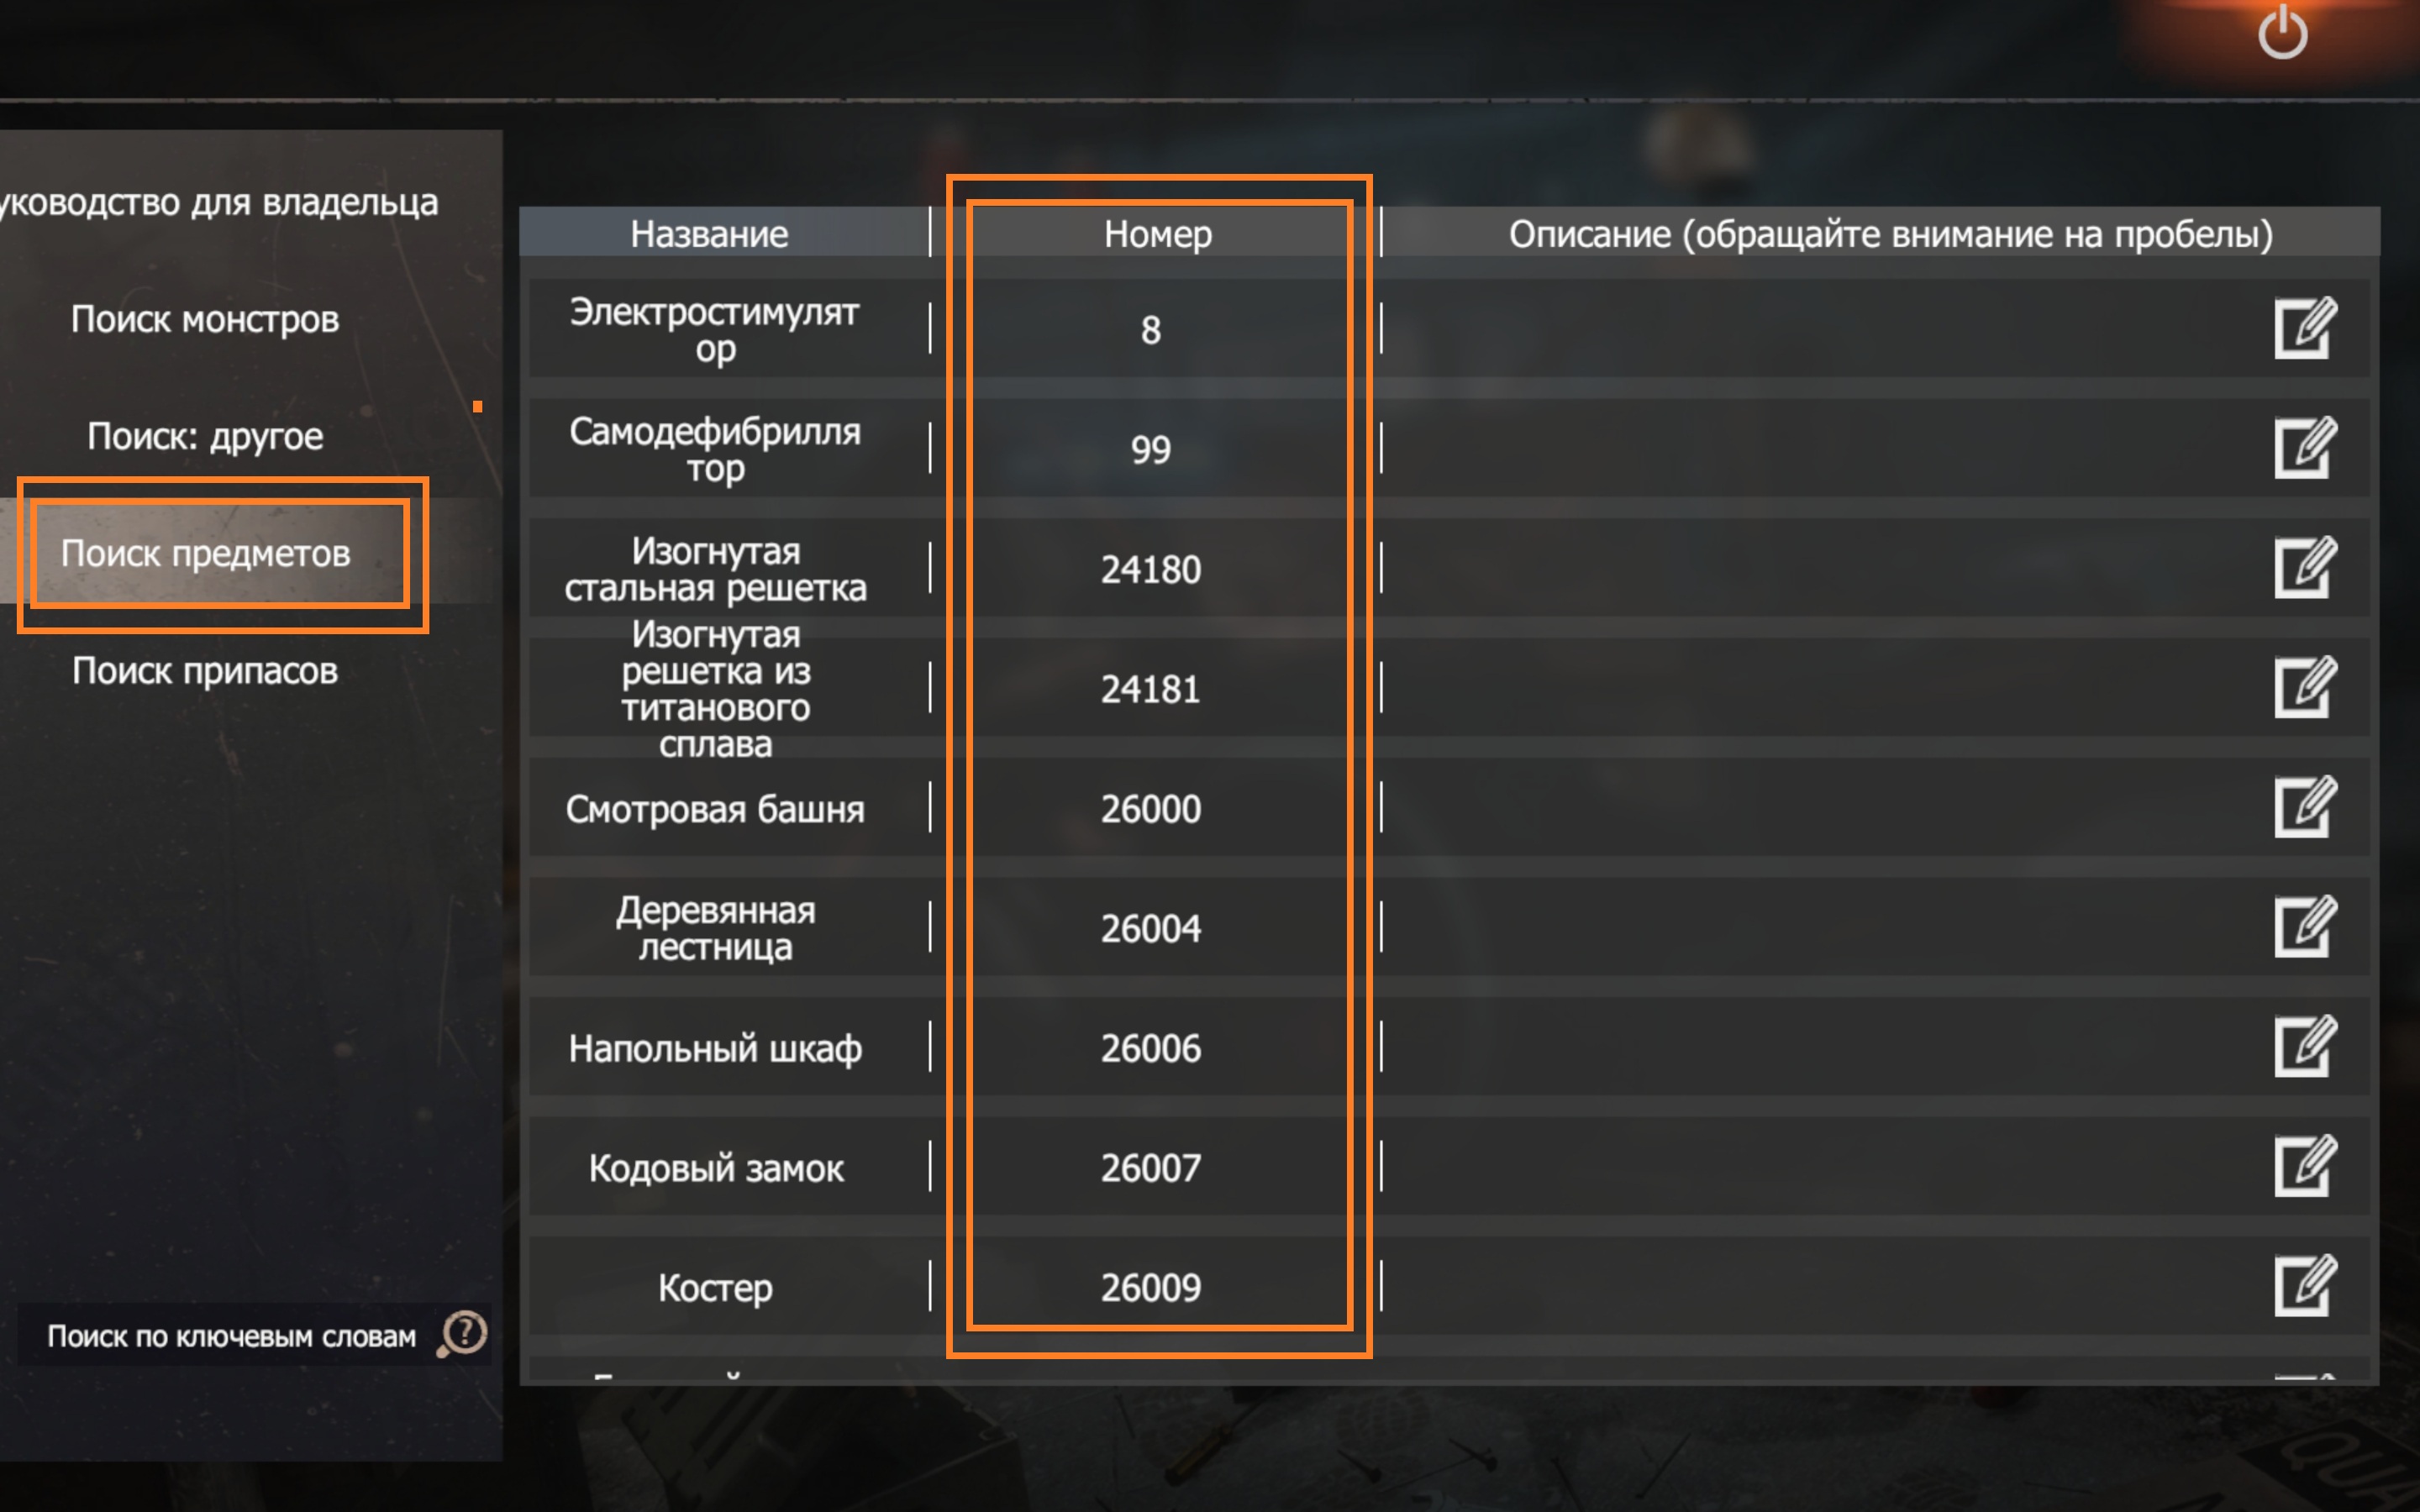 уководство для владельца
Поиск монстров
Поиск: другое
Поиск предметов
Поиск припасов
Поиск по ключевым словам
Название
Номер
Описание (обращайте внимание на пробелы)
Электростимулят
ор
8
Самодефибрилля
тор
99
Изогнутая
стальная решетка
24180
Изогнутая
решетка из
титанового
сплава
24181
Смотровая башня
26000
Деревянная
лестница
26004
Напольный шкаф
26006
Кодовый замок
26007
Костер
26009
QUA